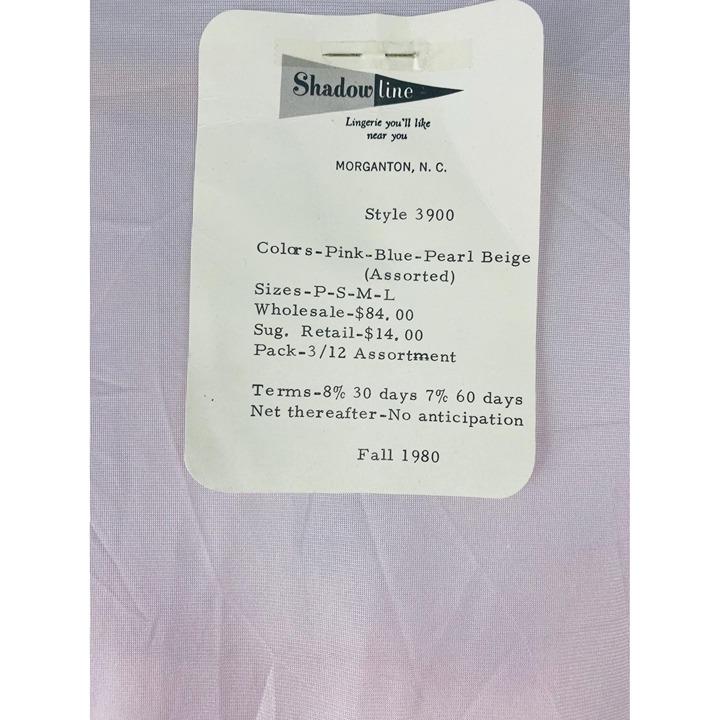 Shadowline
Lingerie you'll like
near you
MORGANTON, N. C.
Style 3900
Colors-Pink-Blue-Pearl Beige
(Assorted)
Sizes-P-S-M-L
Wholesale-$84.00
Sug. Retail-$14.00
Pack-3/12 Assortment
Terms-8% 30 days 7% 60 days
Net thereafter-No anticipation
Fall 1980